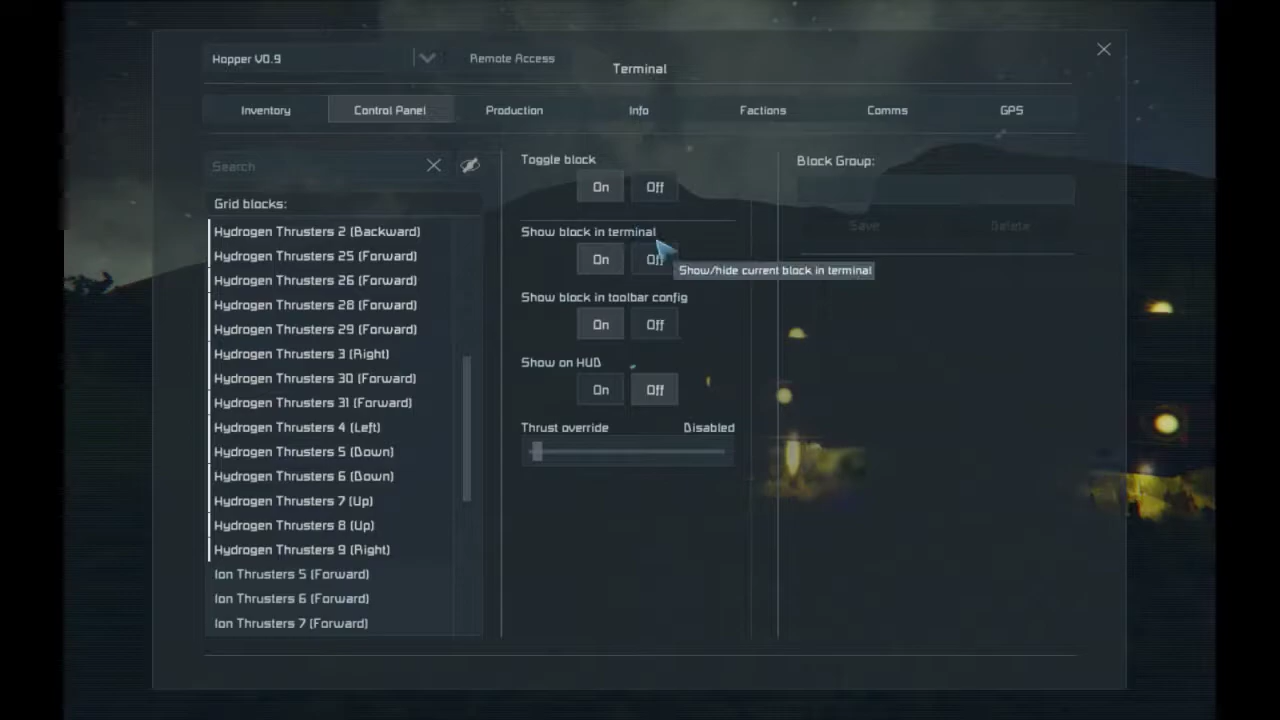 Hopper V0.9
Remote Access
Terminal
Inventory
Control Panel
Production
Info
Factions
Comms
GPS
Search
Grid blocks:
Hydrogen Thrusters 2 (Backward)
Hydrogen Thrusters 25 (Forward)
Hydrogen Thrusters 26 (Forward)
Hydrogen Thrusters 28 (Forward)
Hydrogen Thrusters 29 (Forward)
Hydrogen Thrusters 3 (Right)
Hydrogen Thrusters 30 (Forward)
Hydrogen Thrusters 31 (Forward)
Hydrogen Thrusters 4 (Left)
Hydrogen Thrusters 5 (Down)
Hydrogen Thrusters 6 (Down)
Hydrogen Thrusters 7 (Up)
Hydrogen Thrusters 8 (Up)
Hydrogen Thrusters 9 (Right)
Ion Thrusters 5 (Forward)
Ion Thrusters 6 (Forward)
Ion Thrusters 7 (Forward)
Toggle block
On Off
Show block in terminal
On Off
Show/hide current block in terminal
Show block in toolbar config
On Off
Show on HUD
On Off
Thrust override Disabled
Block Group:
Save Delete